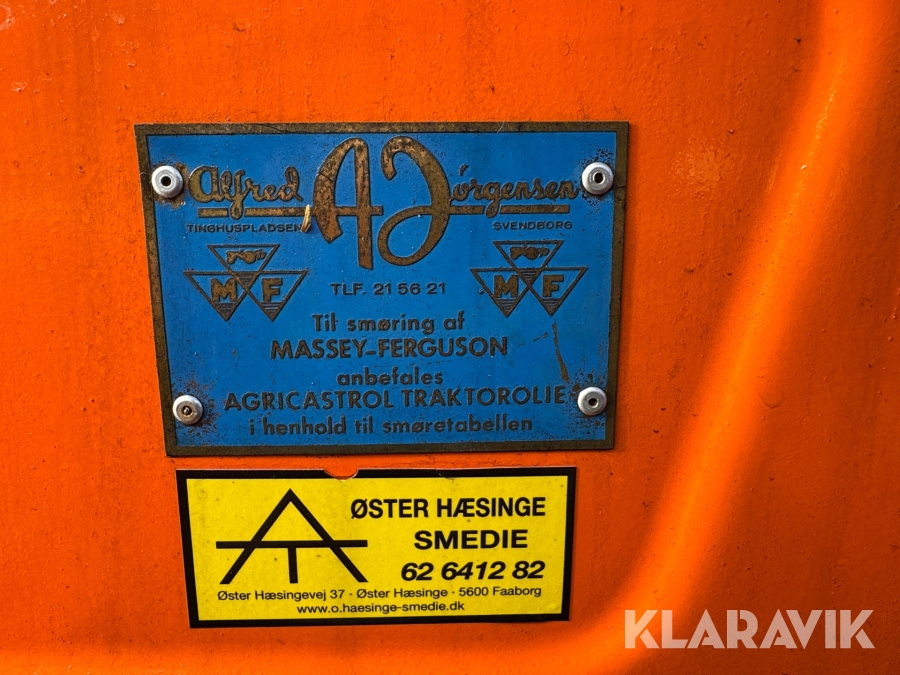 Alfred AJ Jørgensen
TINGHUSPLADSEN SVENDBORG
MF MF
TLF. 21 56 21
Til smøring af
MASSEY-FERGUSON
anbefales
AGRICASTROL TRAKTOROLIE
i henhold til smøretabellen
ØSTER HÆSINGE
SMEDIE
62 6412 82
Øster Hæsingevej 37 · Øster Hæsinge · 5600 Faaborg
www.o.haesinge-smedie.dk
KLARAVIK